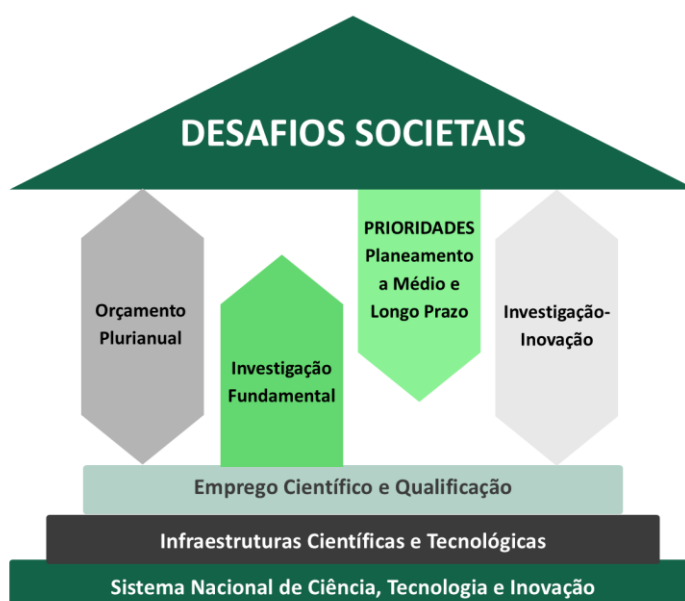 DESAFIOS SOCIETAIS
Orçamento
Plurianual
Investigação
Fundamental
PRIORIDADES
Planeamento
a Médio e
Longo Prazo
Investigação-
Inovação
Emprego Científico e Qualificação
Infraestruturas Científicas e Tecnológicas
Sistema Nacional de Ciência, Tecnologia e Inovação